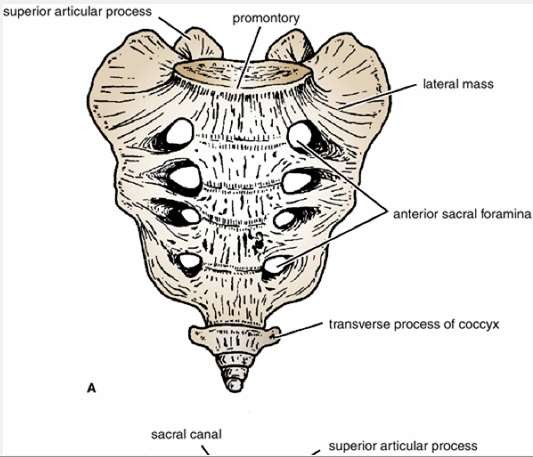 superior articular process
promontory
lateral mass
anterior sacral foramina
transverse process of coccyx
A
sacral canal
superior articular process